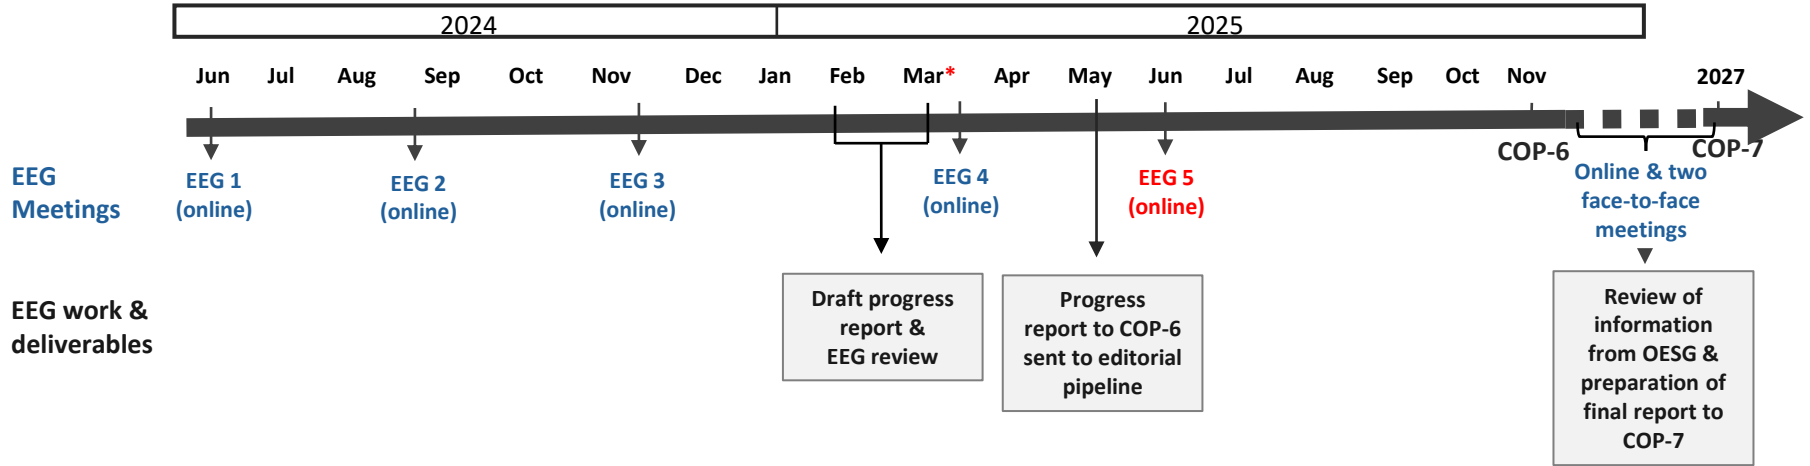 2024
2025
Jun Jul Aug Sep Oct Nov Dec Jan Feb Mar* Apr May Jun Jul Aug Sep Oct Nov 2027
COP-6
COP-7
EEG
Meetings
EEG 1
(online)
EEG 2
(online)
EEG 3
(online)
EEG 4
(online)
EEG 5
(online)
Online & two
face-to-face
meetings
EEG work &
deliverables
Draft progress
report &
EEG review
Progress
report to COP-6
sent to editorial
pipeline
Review of
information
from OESG &
preparation of
final report to
COP-7